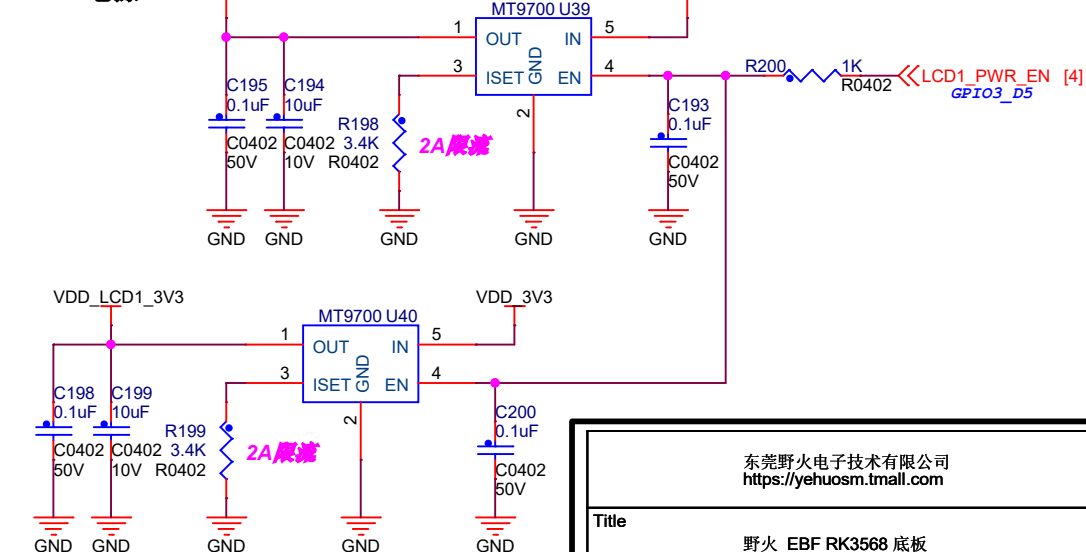 MT9700 U39
1
OUT
IN
5
3
ISET
GND
EN
4
2
R200
1K
R0402
LCD1_PWR_EN [4]
GPIO3_D5
C195
0.1uF
C0402
50V
C194
10uF
C0402
10V
R198
3.4K
R0402
2A限流
C193
0.1uF
C0402
50V
GND
GND
GND
GND
GND
VDD_LCD1_3V3
VDD_3V3
MT9700 U40
1
OUT
IN
5
3
ISET
GND
EN
4
2
C198
0.1uF
C0402
50V
C199
10uF
C0402
10V
R199
3.4K
R0402
2A限流
C200
0.1uF
C0402
50V
GND
GND
GND
GND
GND
东莞野火电子技术有限公司
https://yehuosm.tmall.com
Title
野火 EBF RK3568 底板